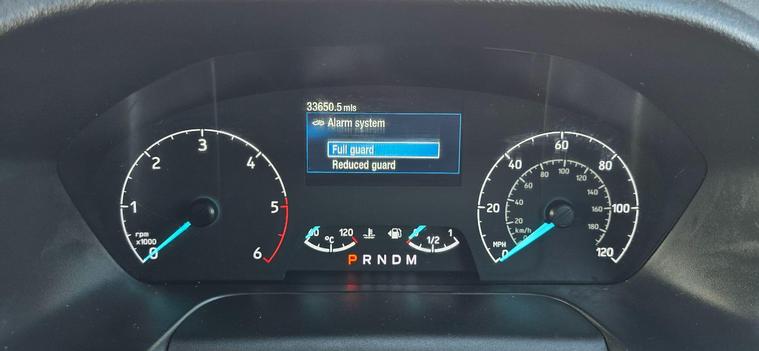 33650.5 mls
Alarm system
Full guard
Reduced guard
0 1 2 3 4 5 6
rpm
x1000
120
°C
0 1/2 1
P R N D M
0 20 40 60 80 100 120
MPH
20 40 60 80 100 120 140 160 180
km/h